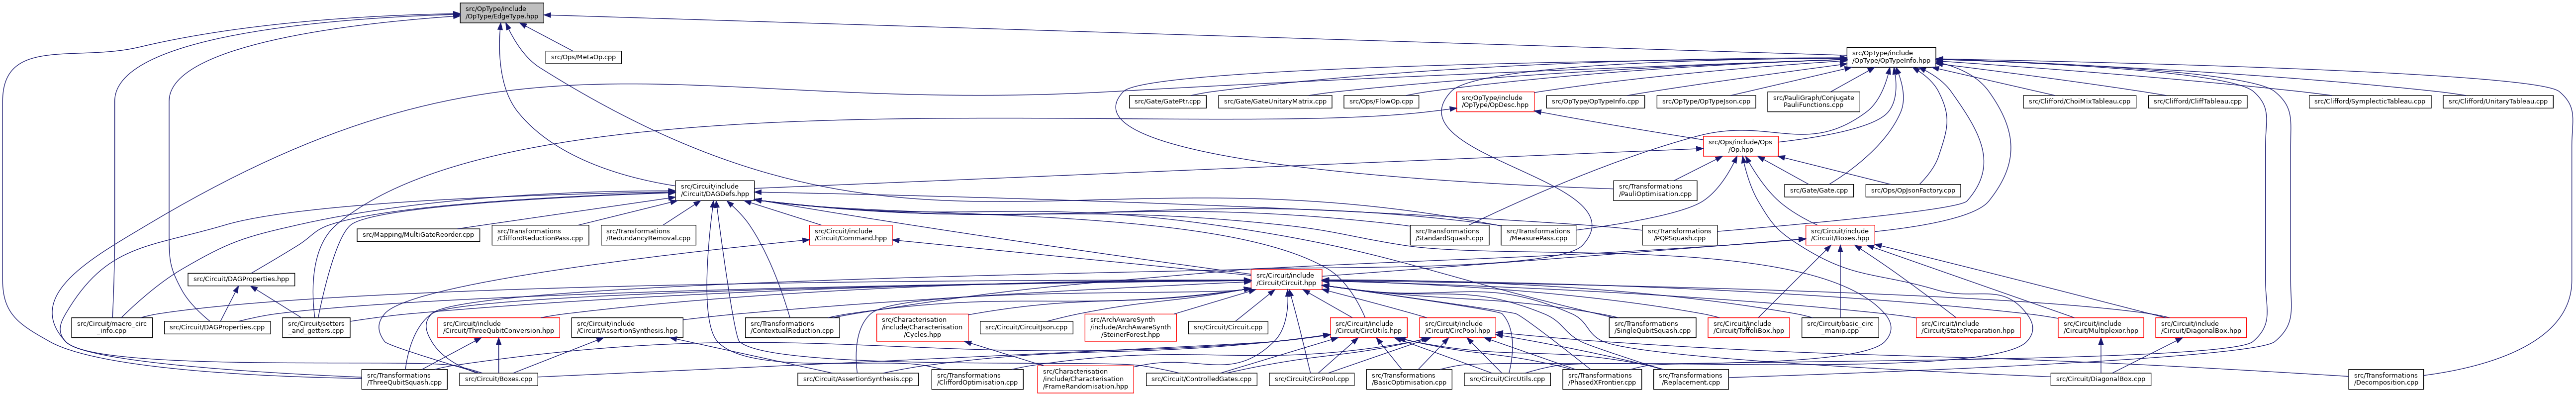 src/OpType/include
/OpType/EdgeType.hpp
src/Ops/MetaOp.cpp
src/OpType/include
/OpType/OpTypeInfo.hpp
src/Gate/GatePtr.cpp
src/Gate/GateUnitaryMatrix.cpp
src/Ops/FlowOp.cpp
src/OpType/include
/OpType/OpDesc.hpp
src/OpType/OpTypeInfo.cpp
src/OpType/OpTypeJson.cpp
src/PauliGraph/Conjugate
PauliFunctions.cpp
src/Clifford/ChoiMixTableau.cpp
src/Clifford/CliffTableau.cpp
src/Clifford/SymplecticTableau.cpp
src/Clifford/UnitaryTableau.cpp
src/Ops/include/Ops
/Op.hpp
src/Circuit/include
/Circuit/DAGDefs.hpp
src/Transformations
/PauliOptimisation.cpp
src/Gate/Gate.cpp
src/Ops/OpJsonFactory.cpp
src/Mapping/MultiGateReorder.cpp
src/Transformations
/CliffordReductionPass.cpp
src/Transformations
/RedundancyRemoval.cpp
src/Circuit/include
/Circuit/Command.hpp
src/Transformations
/StandardSquash.cpp
src/Transformations
/MeasurePass.cpp
src/Transformations
/PQPSquash.cpp
src/Circuit/include
/Circuit/Boxes.hpp
src/Circuit/DAGProperties.hpp
src/Circuit/include
/Circuit/Circuit.hpp
src/Circuit/macro_circ
_info.cpp
src/Circuit/DAGProperties.cpp
src/Circuit/setters
_and_getters.cpp
src/Circuit/include
/Circuit/ThreeQubitConversion.hpp
src/Circuit/include
/Circuit/AssertionSynthesis.hpp
src/Transformations
/ContextualReduction.cpp
src/Characterisation
/include/Characterisation
/Cycles.hpp
src/Circuit/CircuitJson.cpp
src/ArchAwareSynth
/include/ArchAwareSynth
/SteinerForest.hpp
src/Circuit/Circuit.cpp
src/Circuit/include
/Circuit/CircUtils.hpp
src/Circuit/include
/Circuit/CircPool.hpp
src/Transformations
/SingleQubitSquash.cpp
src/Circuit/include
/Circuit/ToffoliBox.hpp
src/Circuit/basic_circ
_manip.cpp
src/Circuit/include
/Circuit/StatePreparation.hpp
src/Circuit/include
/Circuit/Multiplexor.hpp
src/Circuit/include
/Circuit/DiagonalBox.hpp
src/Transformations
/ThreeQubitSquash.cpp
src/Circuit/Boxes.cpp
src/Circuit/AssertionSynthesis.cpp
src/Transformations
/CliffordOptimisation.cpp
src/Characterisation
/include/Characterisation
/FrameRandomisation.hpp
src/Circuit/ControlledGates.cpp
src/Circuit/CircPool.cpp
src/Transformations
/BasicOptimisation.cpp
src/Circuit/CircUtils.cpp
src/Transformations
/PhasedXFrontier.cpp
src/Transformations
/Replacement.cpp
src/Circuit/DiagonalBox.cpp
src/Transformations
/Decomposition.cpp